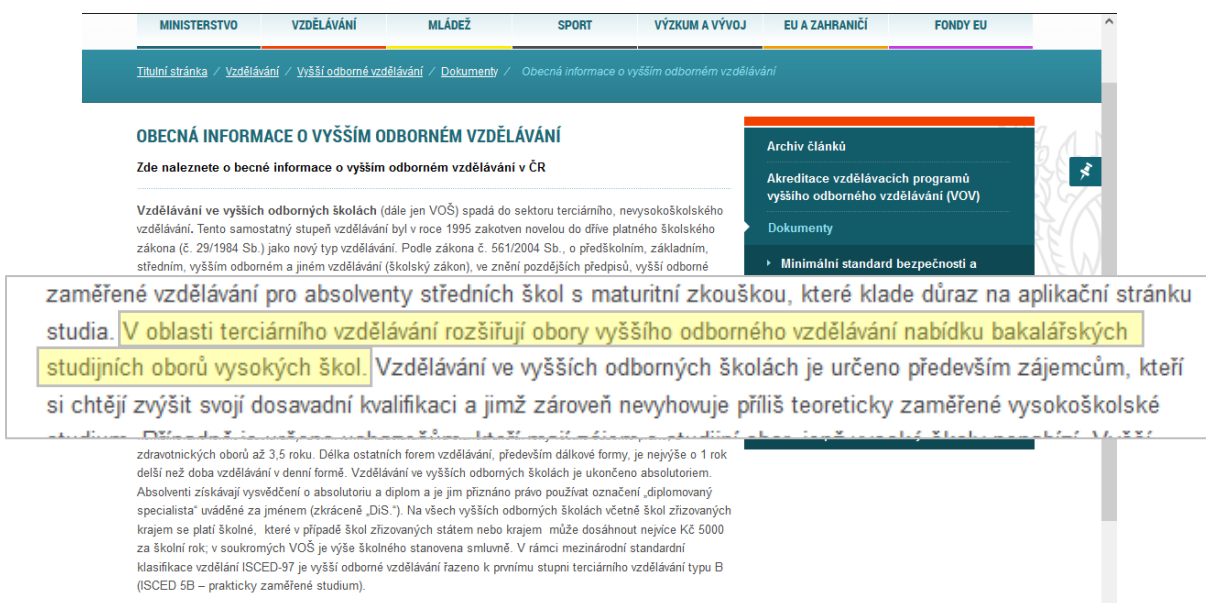 MINISTERSTVO VZDĚLÁVÁNÍ MLÁDEŽ SPORT VÝZKUM A VÝVOJ EU A ZAHRANIČÍ FONDY EU
Titulní stránka / Vzdělávání / Vyšší odborné vzdělávání / Dokumenty / Obecná informace o vyšším odborném vzdělávání
OBECNÁ INFORMACE O VYŠŠÍM ODBORNÉM VZDĚLÁVÁNÍ
Zde naleznete o becné informace o vyšším odborném vzdělávání v ČR
Vzdělávání ve vyšších odborných školách (dále jen VOŠ) spadá do sektoru terciárního, nevysokoškolského
vzdělávání. Tento samostatný stupeň vzdělávání byl v roce 1995 zakotven novelou do dříve platného školského
zákona (č. 29/1984 Sb.) jako nový typ vzdělávání. Podle zákona č. 561/2004 Sb., o předškolním, základním,
středním, vyšším odborném a jiném vzdělávání (školský zákon), ve znění pozdějších předpisů, vyšší odborné
zaměřené vzdělávání pro absolventy středních škol s maturitní zkouškou, které klade důraz na aplikační stránku
studia. V oblasti terciárního vzdělávání rozšiřují obory vyššího odborného vzdělávání nabídku bakalářských
studijních oborů vysokých škol. Vzdělávání ve vyšších odborných školách je určeno především zájemcům, kteří
si chtějí zvýšit svojí dosavadní kvalifikaci a jimž zároveň nevyhovuje příliš teoreticky zaměřené vysokoškolské
zdravotnických oborů až 3,5 roku. Délka ostatních forem vzdělávání, především dálkové formy, je nejvýše o 1 rok
delší než doba vzdělávání v denní formě. Vzdělávání ve vyšších odborných školách je ukončeno absolutoriem.
Absolventi získávají vysvědčení o absolutoriu a diplom a je jim přiznáno právo používat označení „diplomovaný
specialista“ uváděné za jménem (zkráceně „DiS.“). Na všech vyšších odborných školách včetně škol zřizovaných
krajem se platí školné, které v případě škol zřizovaných státem nebo krajem může dosáhnout nejvíce Kč 5000
za školní rok; v soukromých VOŠ je výše školného stanovena smluvně. V rámci mezinárodní standardní
klasifikace vzdělání ISCED-97 je vyšší odborné vzdělávání řazeno k prvnímu stupni terciárního vzdělávání typu B
(ISCED 5B – prakticky zaměřené studium).
Archiv článků
Akreditace vzdělávacích programů
vyššího odborného vzdělávání (VOV)
Dokumenty
Minimální standard bezpečnosti a